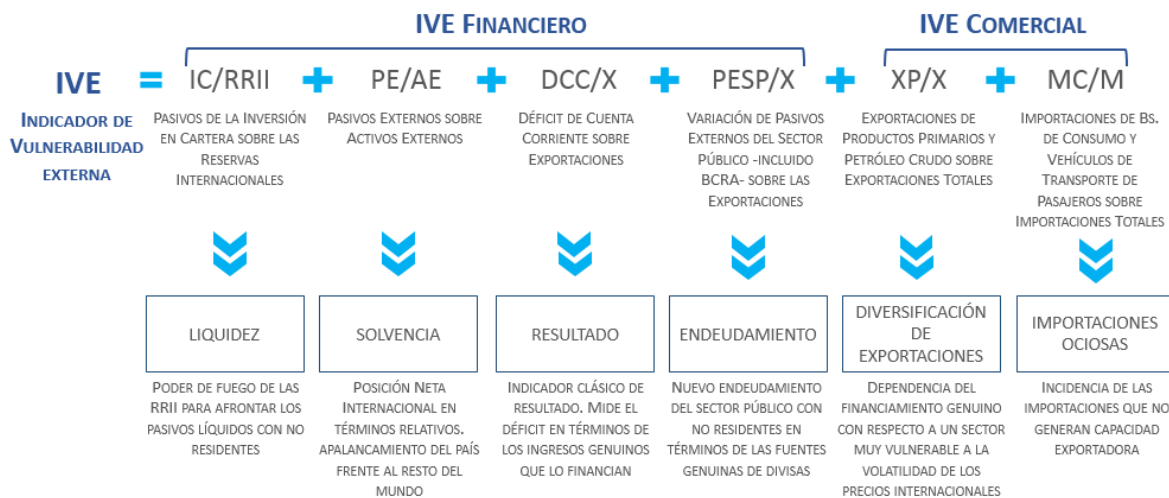 IVE FINANCIERO
IVE COMERCIAL
IVE = IC/RRII + PE/AE + DCC/X + PESP/X + XP/X + MC/M
INDICADOR DE
VULNERABILIDAD
EXTERNA
PASIVOS DE LA INVERSIÓN
EN CARTERA SOBRE LAS
RESERVAS
INTERNACIONALES
PASIVOS EXTERNOS SOBRE
ACTIVOS EXTERNOS
DÉFICIT DE CUENTA
CORRIENTE SOBRE
EXPORTACIONES
VARIACIÓN DE PASIVOS
EXTERNOS DEL SECTOR
PÚBLICO -INCLUIDO
BCRA- SOBRE LAS
EXPORTACIONES
EXPORTACIONES DE
PRODUCTOS PRIMARIOS Y
PETRÓLEO CRUDO SOBRE
EXPORTACIONES TOTALES
IMPORTACIONES DE BS.
DE CONSUMO Y
VEHÍCULOS DE
TRANSPORTE DE
PASAJEROS SOBRE
IMPORTACIONES TOTALES
LIQUIDEZ
SOLVENCIA
RESULTADO
ENDEUDAMIENTO
DIVERSIFICACIÓN
DE
EXPORTACIONES
IMPORTACIONES
OCIOSAS
PODER DE FUEGO DE LAS
RRII PARA AFRONTAR LOS
PASIVOS LÍQUIDOS CON NO
RESIDENTES
POSICIÓN NETA
INTERNACIONAL EN
TÉRMINOS RELATIVOS.
APALANCAMIENTO DEL PAÍS
FRENTE AL RESTO DEL
MUNDO
INDICADOR CLÁSICO DE
RESULTADO. MIDE EL
DÉFICIT EN TÉRMINOS DE
LOS INGRESOS GENUINOS
QUE LO FINANCIAN
NUEVO ENDEUDAMIENTO
DEL SECTOR PÚBLICO CON
NO RESIDENTES EN
TÉRMINOS DE LAS FUENTES
GENUINAS DE DIVISAS
DEPENDENCIA DEL
FINANCIAMIENTO GENUINO
CON RESPECTO A UN SECTOR
MUY VULNERABLE A LA
VOLATILIDAD DE LOS
PRECIOS INTERNACIONALES
INCIDENCIA DE LAS
IMPORTACIONES QUE NO
GENERAN CAPACIDAD
EXPORTADORA